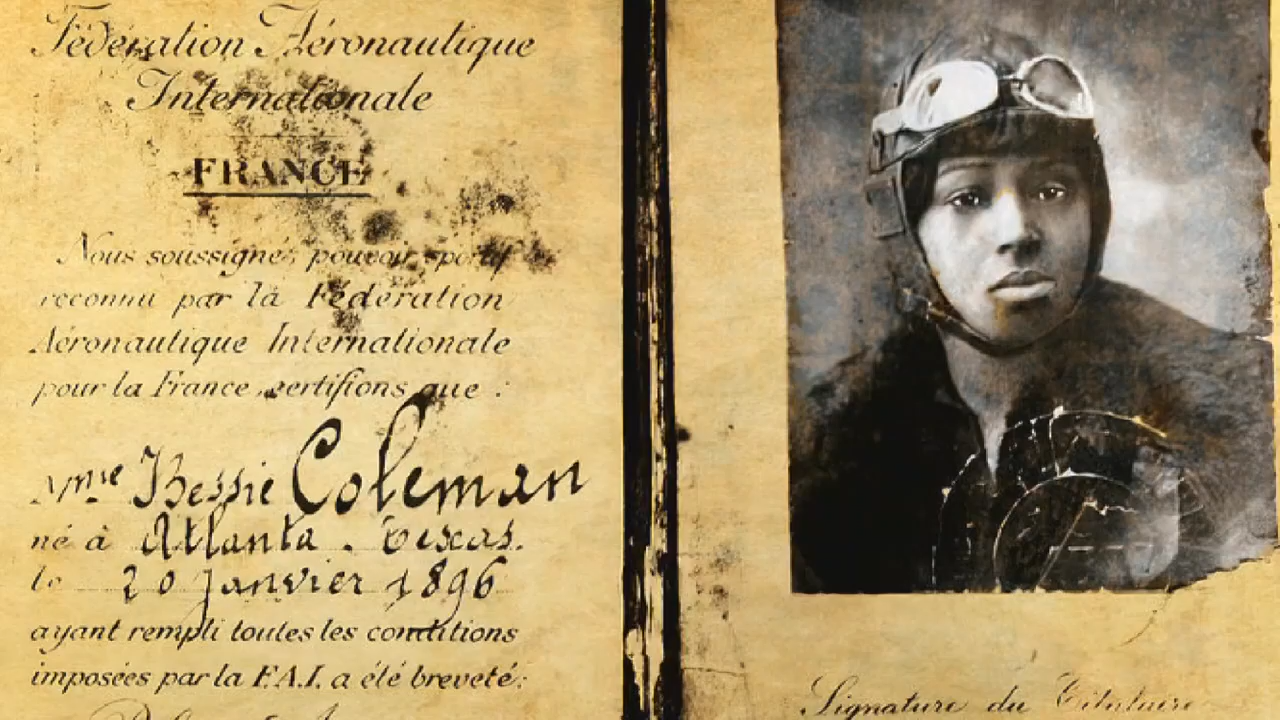 Fédération Aéronautique
Internationale
FRANCE
Nous soussigné, pouvoir sportif
reconnu par la Fédération
Aéronautique Internationale
pour la France, certifions que :
Mme Bessie Coleman
né à Atlanta. Texas.
le 20 Janvier 1896
ayant rempli toutes les conditions
imposées par la F.A.I. a été breveté:
Signature du Titulaire